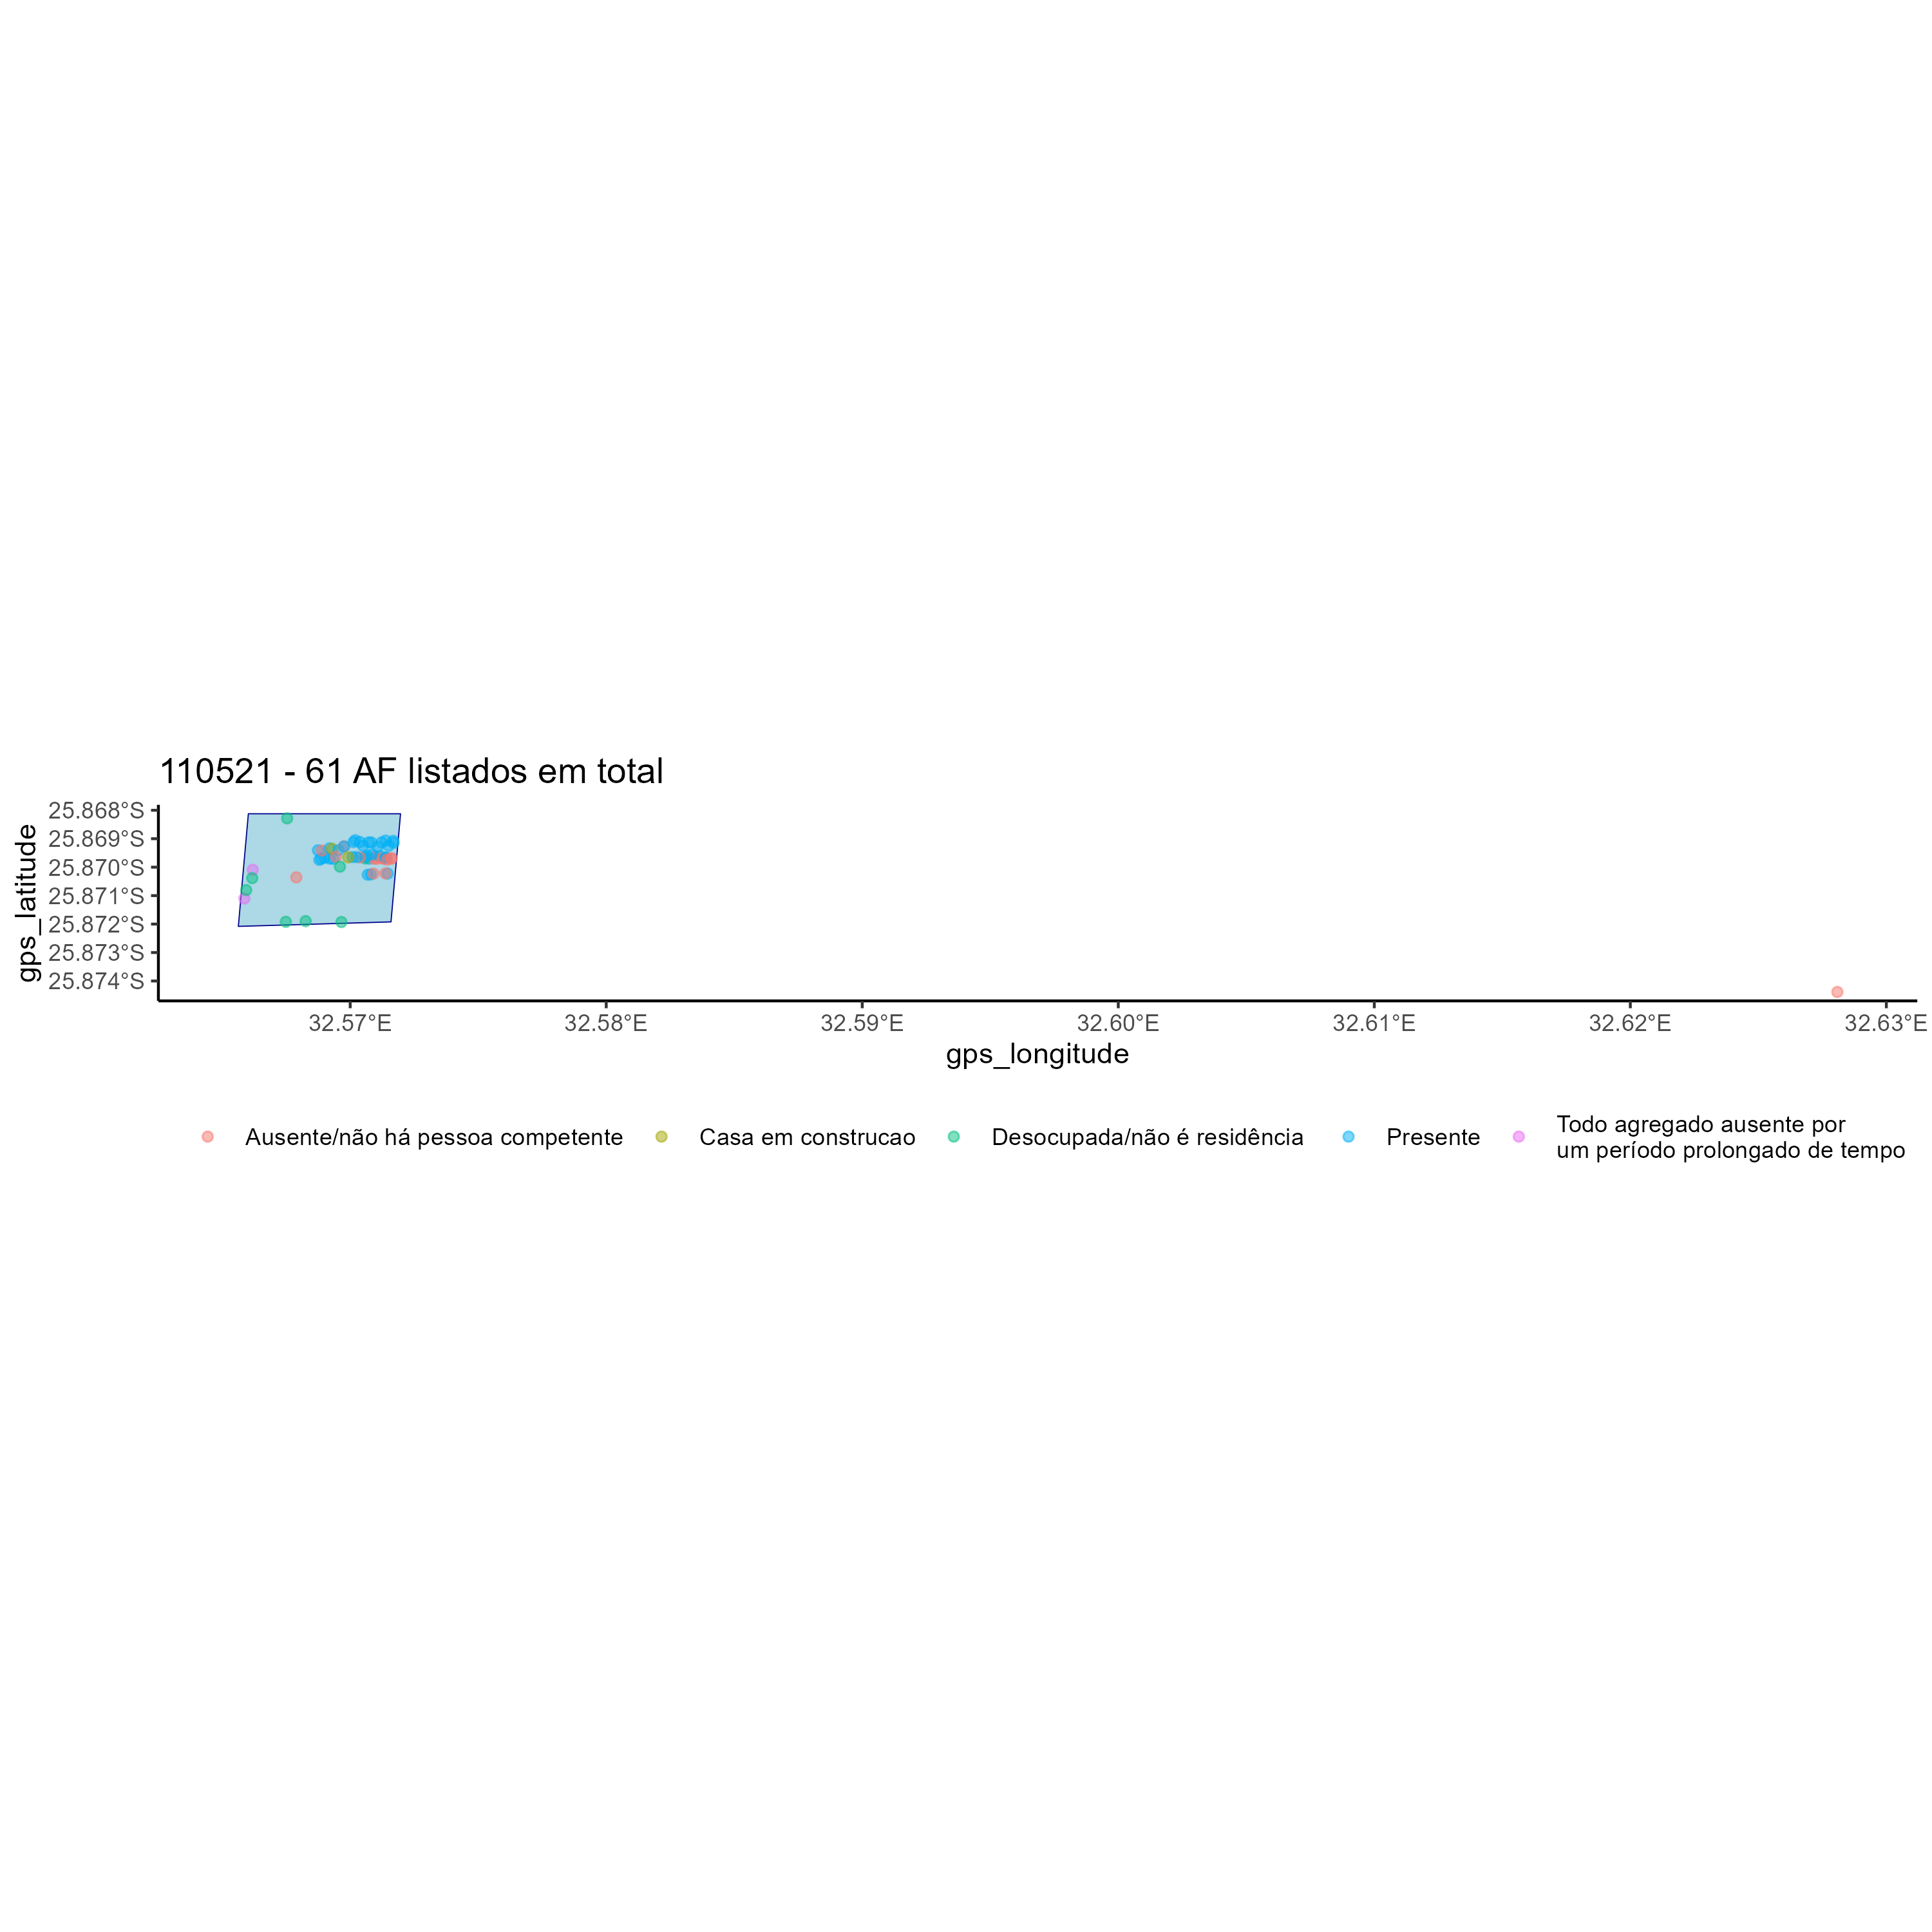 110521 - 61 AF listados em total
25.868°S
25.869°S
25.870°S
25.871°S
25.872°S
25.873°S
25.874°S
gps_latitude
32.57°E 32.58°E 32.59°E 32.60°E 32.61°E 32.62°E 32.63°E
gps_longitude
Ausente/não há pessoa competente
Casa em construcao
Desocupada/não é residência
Presente
Todo agregado ausente por
um período prolongado de tempo